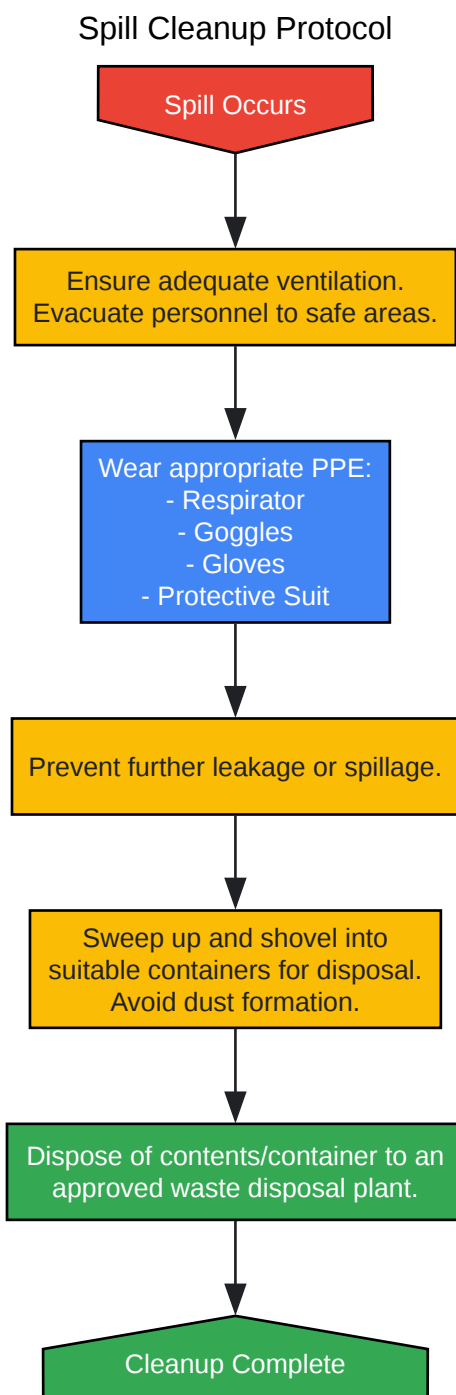 Spill Cleanup Protocol
Spill Occurs
Ensure adequate ventilation.
Evacuate personnel to safe areas.
Wear appropriate PPE:
- Respirator
- Goggles
- Gloves
- Protective Suit
Prevent further leakage or spillage.
Sweep up and shovel into
suitable containers for disposal.
Avoid dust formation.
Dispose of contents/container to an
approved waste disposal plant.
Cleanup Complete